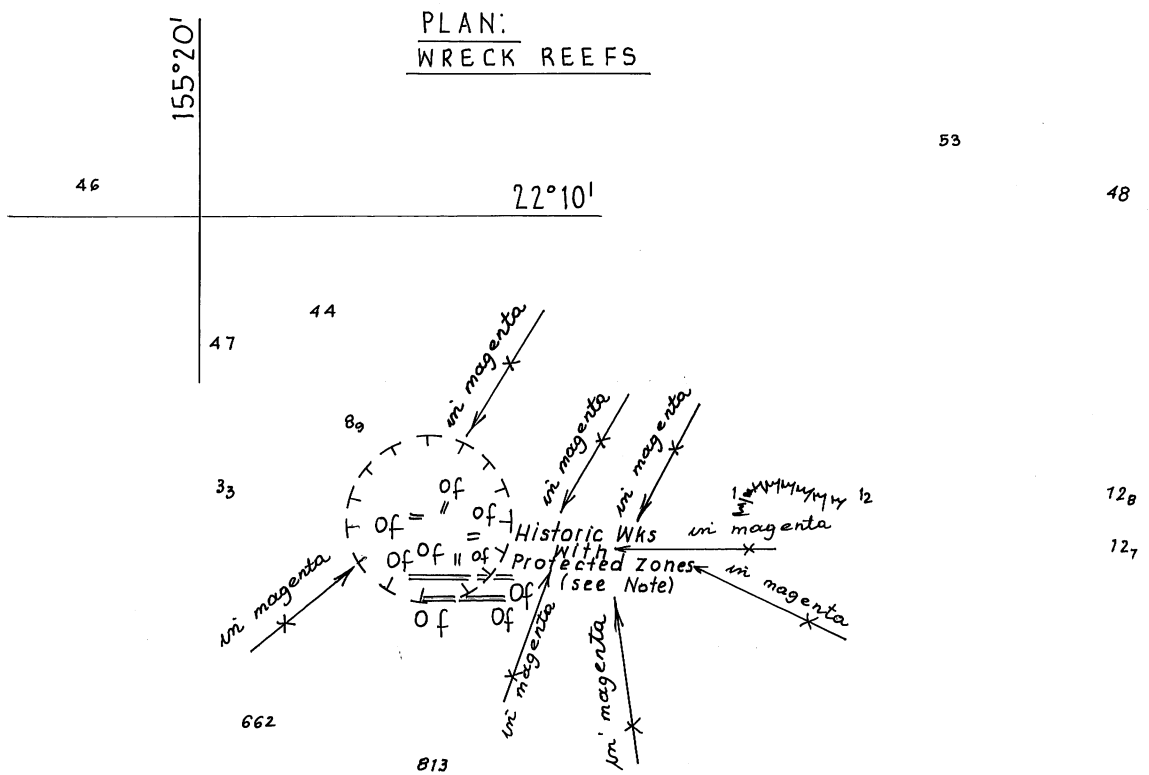 PLAN:
WRECK REEFS
155°20'
53
46
22°10'
48
44
47
in magenta
in magenta
in magenta
8₉
3₃
1
1₂
12₈
of
of
of
in magenta
Historic Wks
With
Protected Zones
(see Note)
12₇
of of
of
in magenta
in magenta
of
of
of
in magenta
in magenta
662
813